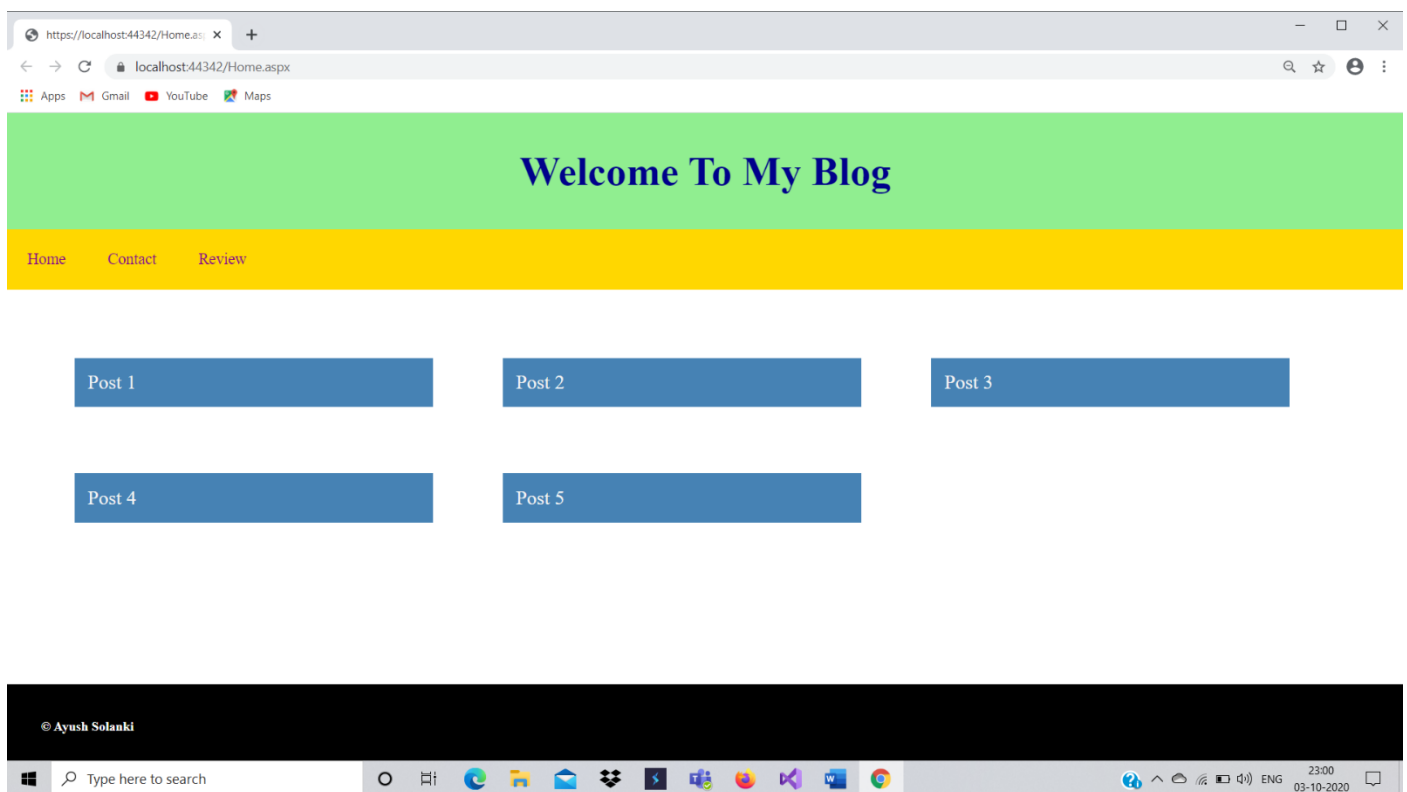 https://localhost:44342/Home.as
localhost:44342/Home.aspx
Apps Gmail YouTube Maps
Welcome To My Blog
Home Contact Review
Post 1 Post 2 Post 3
Post 4 Post 5
© Ayush Solanki
Type here to search ENG 23:00
03-10-2020